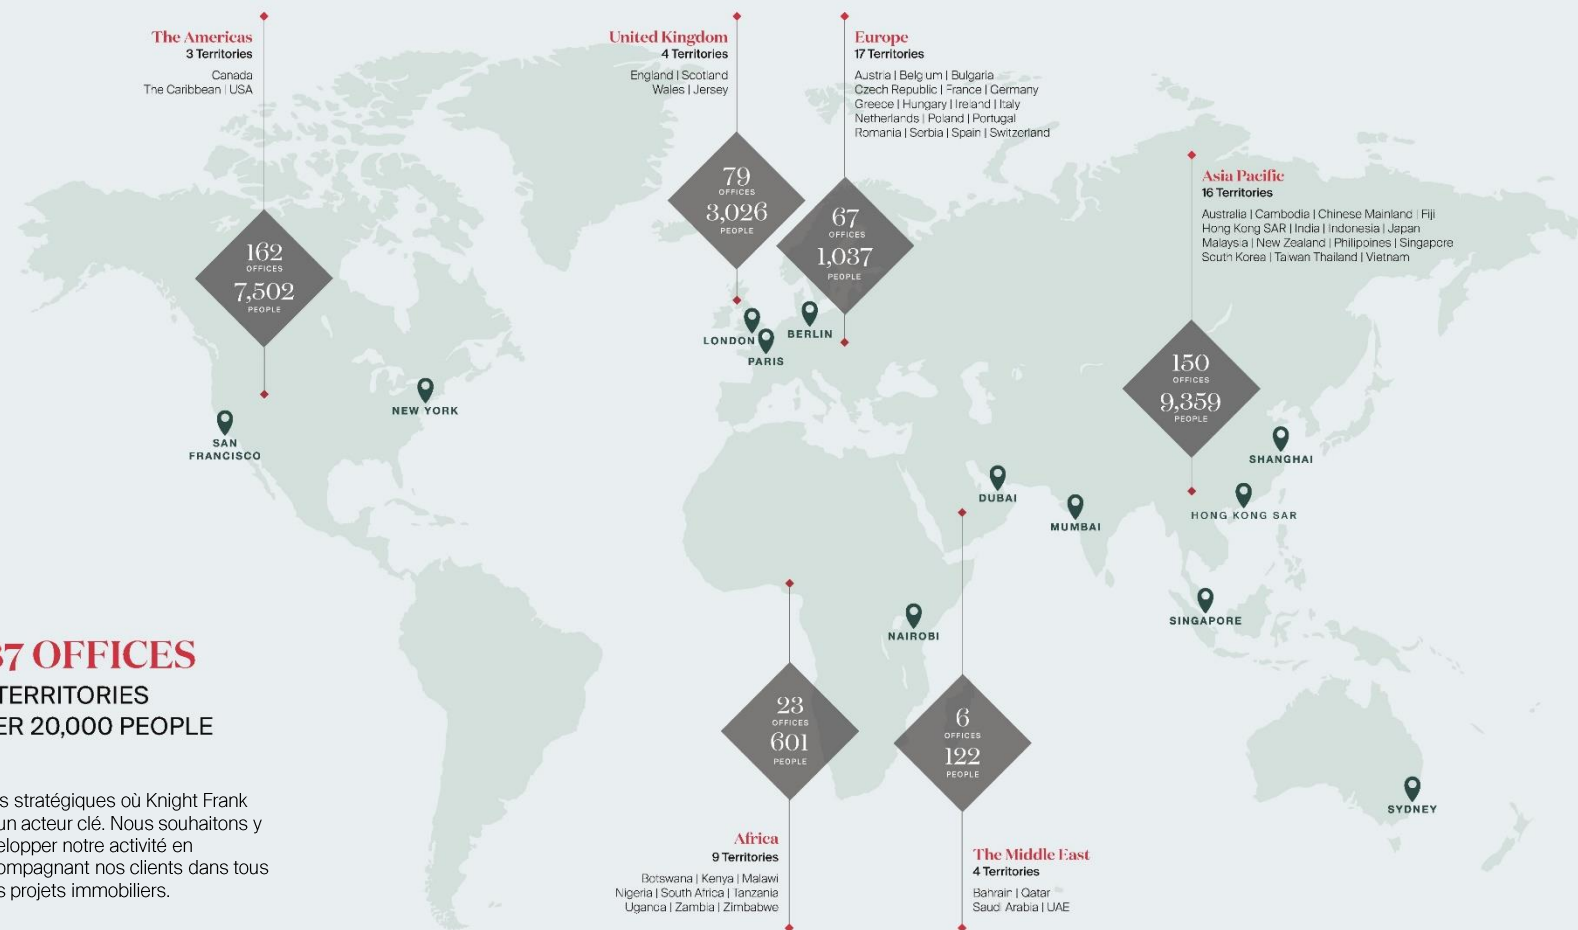 The Americas
3 Territories
Canada
The Caribbean | USA
162
OFFICES
7,502
PEOPLE
United Kingdom
4 Territories
England | Scotland
Wales | Jersey
79
OFFICES
3,026
PEOPLE
Europe
17 Territories
Austria | Belg um | Bulgaria
Czech Republic | France | Germany
Greece | Hungary | Ireland | Italy
Netherlands | Poland | Portugal
Romania | Serbia | Spain | Switzerland
67
OFFICES
1,037
PEOPLE
Asia Pacific
16 Territories
Australia | Cambodia | Chinese Mainland | Fiji
Hong Kong SAR | India | Indonesia | Japan
Malaysia | New Zealand | Philippines | Singapore
South Korea | Taiwan Thailand | Vietnam
150
OFFICES
9,359
PEOPLE
LONDON
PARIS
BERLIN
NEW YORK
SAN
FRANCISCO
SHANGHAI
DUBAI
MUMBAI
HONG KONG SAR
SINGAPORE
NAIROBI
SYDNEY
23
OFFICES
601
PEOPLE
Africa
9 Territories
Botswana | Kenya | Malawi
Nigeria | South Africa | Tanzania
Uganda | Zambia | Zimbabwe
6
OFFICES
122
PEOPLE
The Middle East
4 Territories
Bahrain | Qatar
Saudi Arabia | UAE
87 OFFICES
TERRITORIES
ER 20,000 PEOPLE
s stratégiques où Knight Frank
un acteur clé. Nous souhaitons y
elopper notre activité en
ompagnant nos clients dans tous
s projets immobiliers.